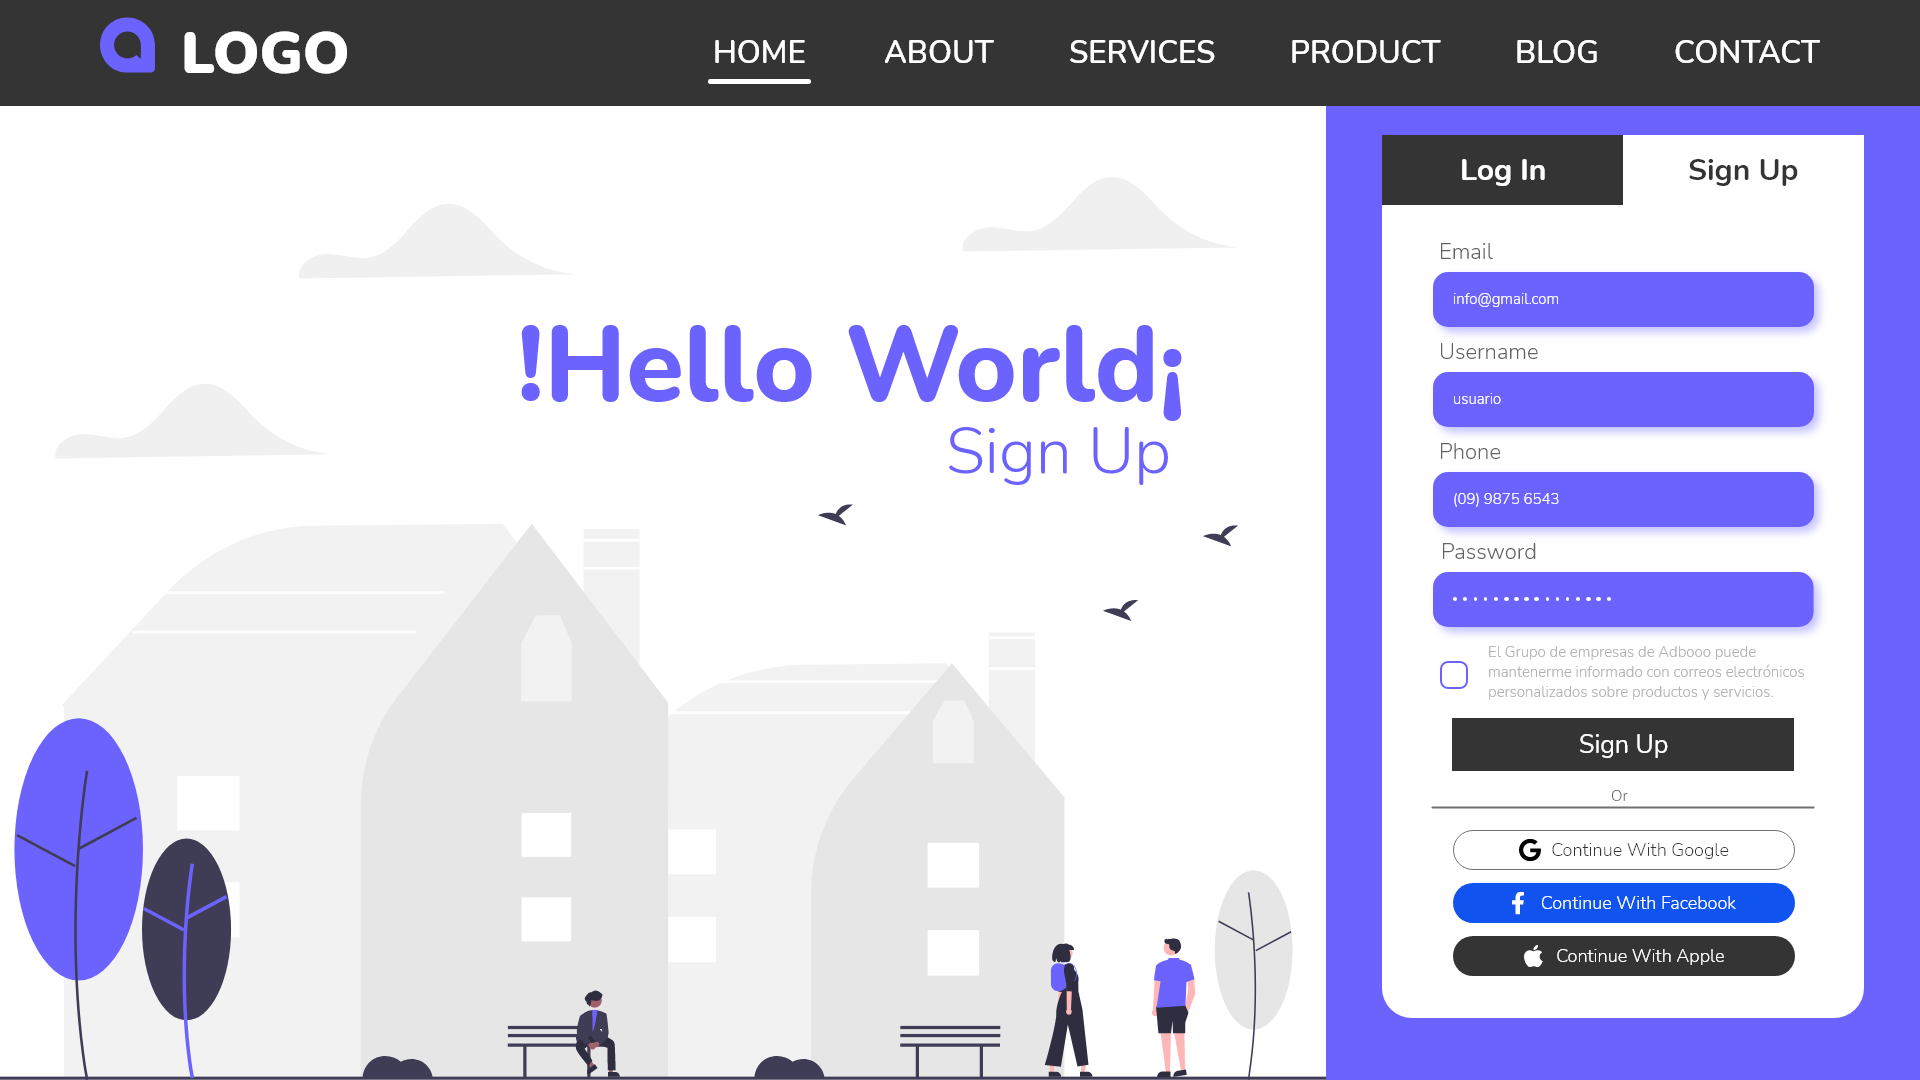 LOGO
HOME ABOUT SERVICES PRODUCT BLOG CONTACT
!Hello World¡
Sign Up
Log In
Sign Up
Email
info@gmail.com
Username
usuario
Phone
(09) 9875 6543
Password
El Grupo de empresas de Adbooo puede
mantenerme informado con correos electrónicos
personalizados sobre productos y servicios.
Sign Up
Or
Continue With Google
Continue With Facebook
Continue With Apple